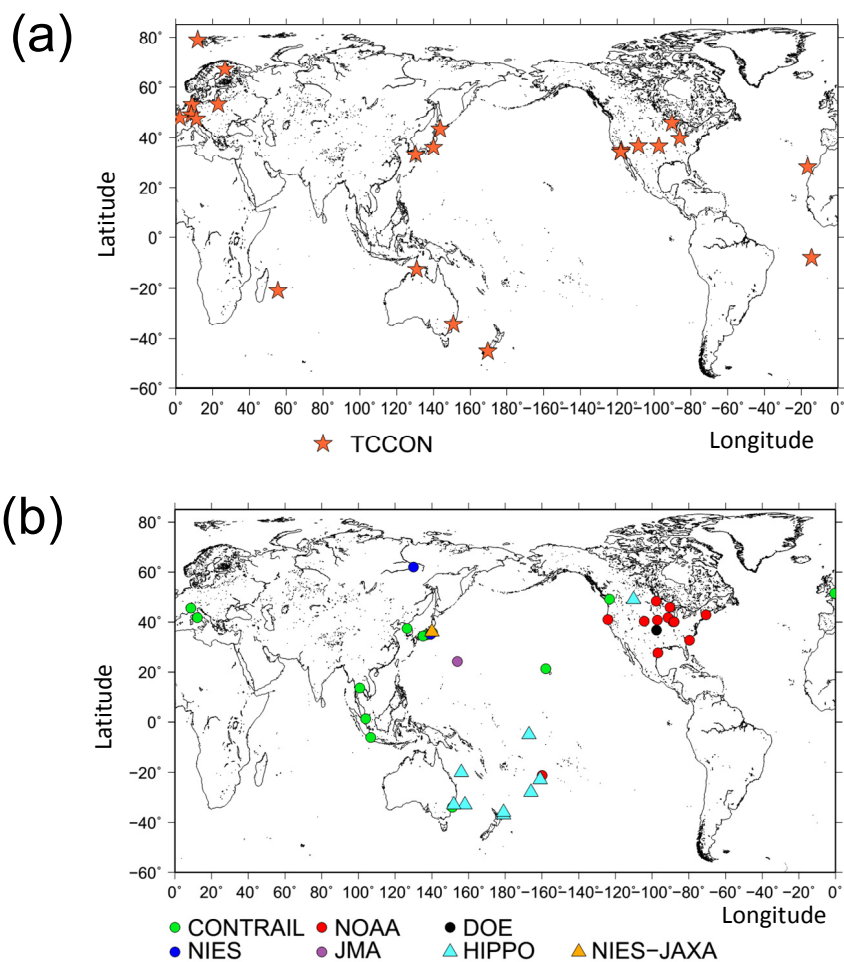 (a)
80˚
60˚
40˚
20˚
0˚
−20˚
−40˚
−60˚
Latitude
0˚ 20˚ 40˚ 60˚ 80˚ 100˚ 120˚ 140˚ 160˚ 180˚−160˚−140˚−120˚−100˚−80˚ −60˚ −40˚ −20˚ 0˚
TCCON
Longitude
(b)
80˚
60˚
40˚
20˚
0˚
−20˚
−40˚
−60˚
Latitude
0˚ 20˚ 40˚ 60˚ 80˚ 100˚ 120˚ 140˚ 160˚ 180˚−160˚−140˚−120˚−100˚−80˚ −60˚ −40˚ −20˚ 0˚
Longitude
CONTRAIL NOAA DOE
NIES JMA HIPPO NIES−JAXA